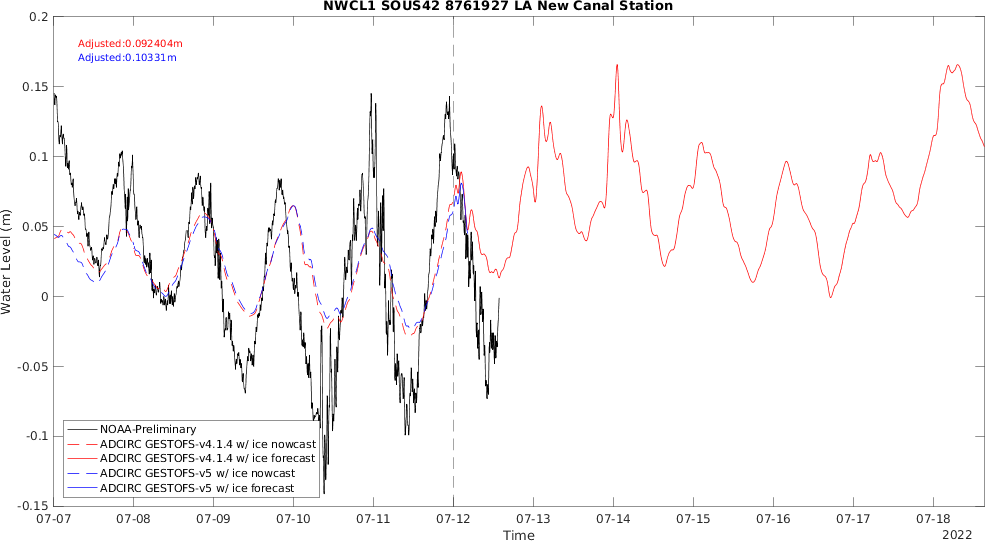 NWCL1 SOUS42 8761927 LA New Canal Station
Adjusted:0.092404m
Adjusted:0.10331m
0.2
0.15
0.1
0.05
0
-0.05
-0.1
-0.15
Water Level (m)
NOAA-Preliminary
ADCIRC GESTOFS-v4.1.4 w/ ice nowcast
ADCIRC GESTOFS-v4.1.4 w/ ice forecast
ADCIRC GESTOFS-v5 w/ ice nowcast
ADCIRC GESTOFS-v5 w/ ice forecast
07-07 07-08 07-09 07-10 07-11 07-12 07-13 07-14 07-15 07-16 07-17 07-18
Time
2022